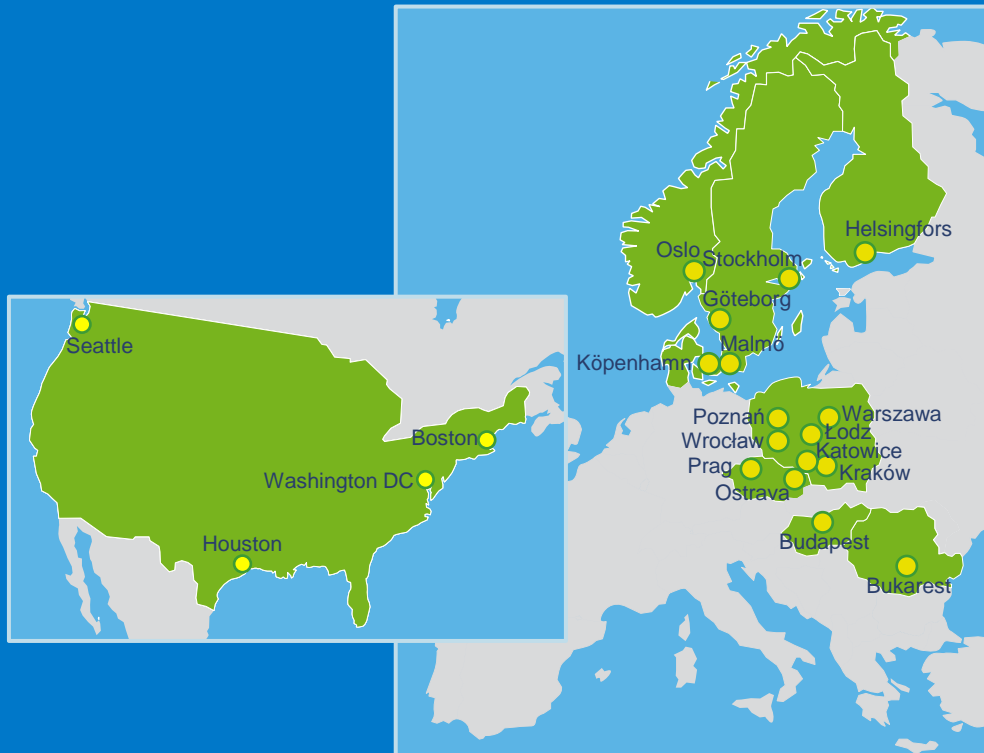 Helsingfors
Oslo
Stockholm
Göteborg
Malmö
Köpenhamn
Poznań
Warszawa
Łodz
Wrocław
Katowice
Prag
Kraków
Ostrava
Budapest
Bukarest
Seattle
Boston
Washington DC
Houston